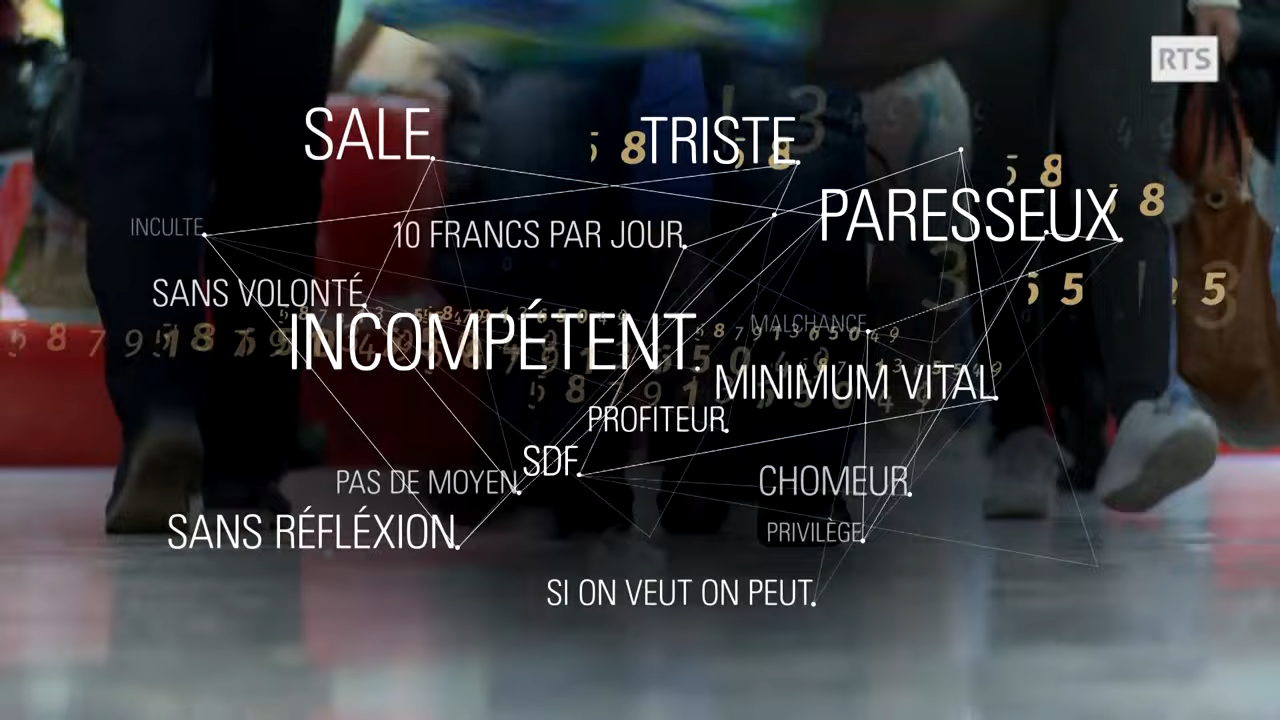 RTS
SALE
TRISTE
PARESSEUX
INCULTE
10 FRANCS PAR JOUR
SANS VOLONTÉ
INCOMPÉTENT
MALCHANCE
MINIMUM VITAL
PROFITEUR
SDF
PAS DE MOYEN
CHOMEUR
SANS RÉFLÉXION
PRIVILÈGE
SI ON VEUT ON PEUT